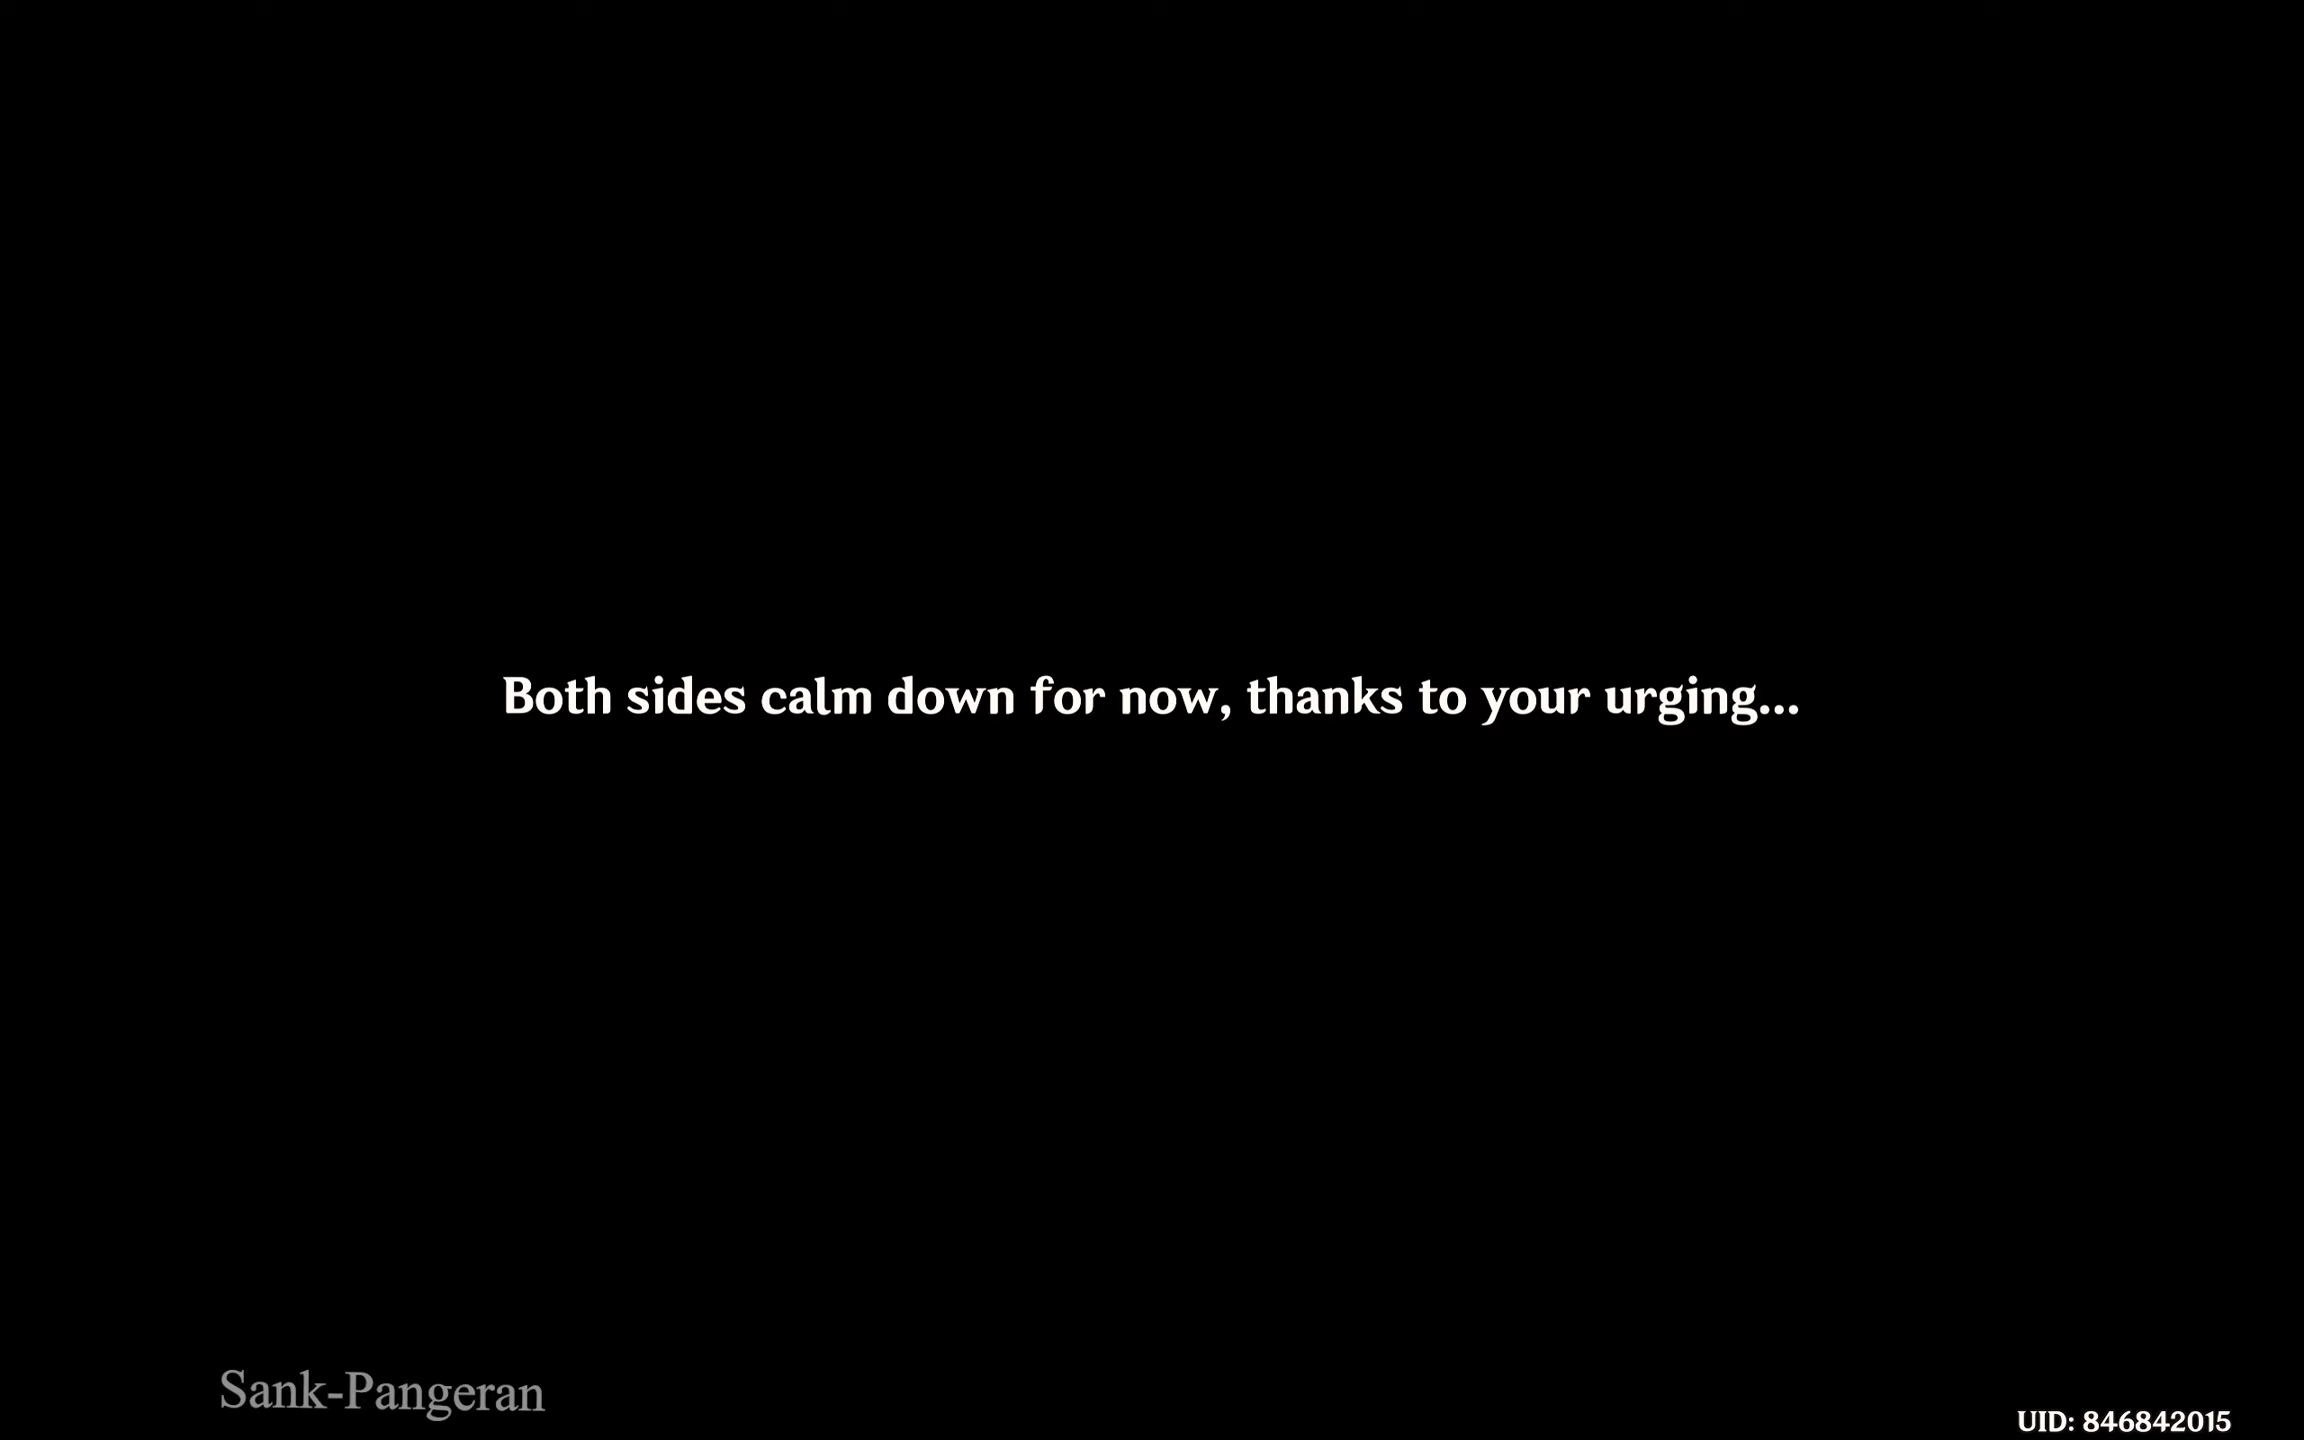 Both sides calm down for now, thanks to your urging...
Sank-Pangeran
UID: 846842015